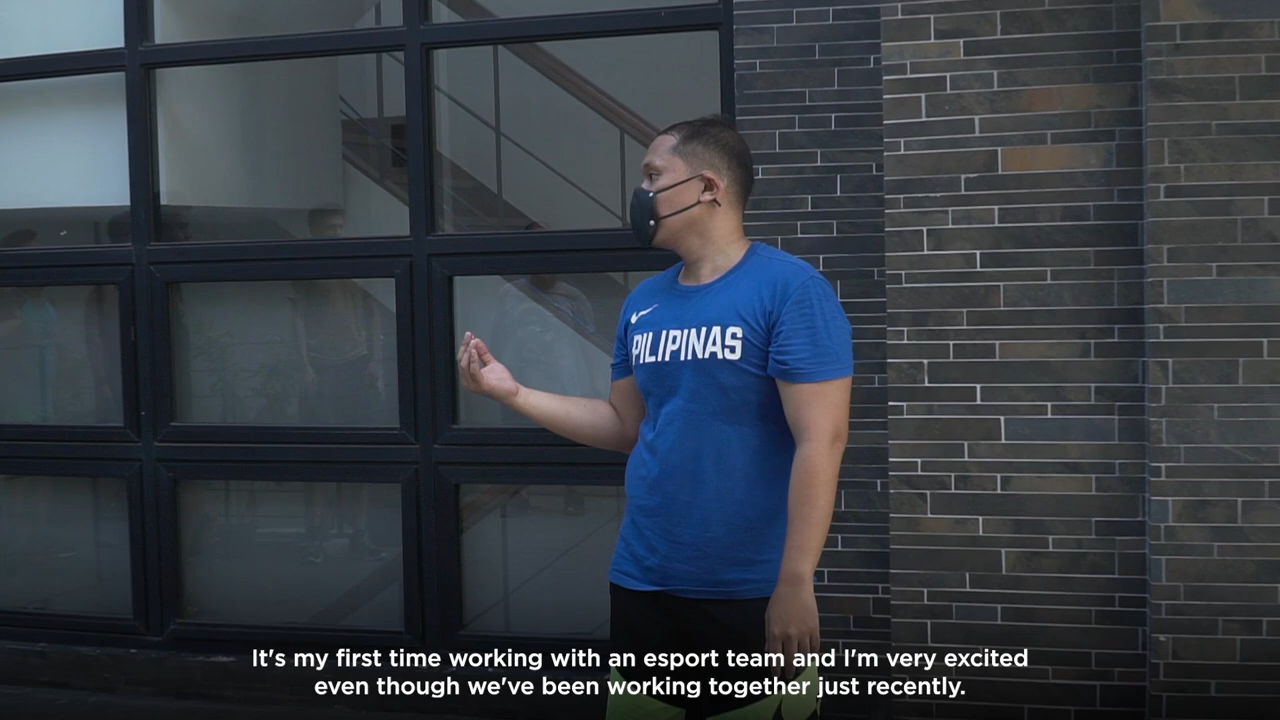 PILIPINAS
It's my first time working with an esport team and I'm very excited
even though we've been working together just recently.